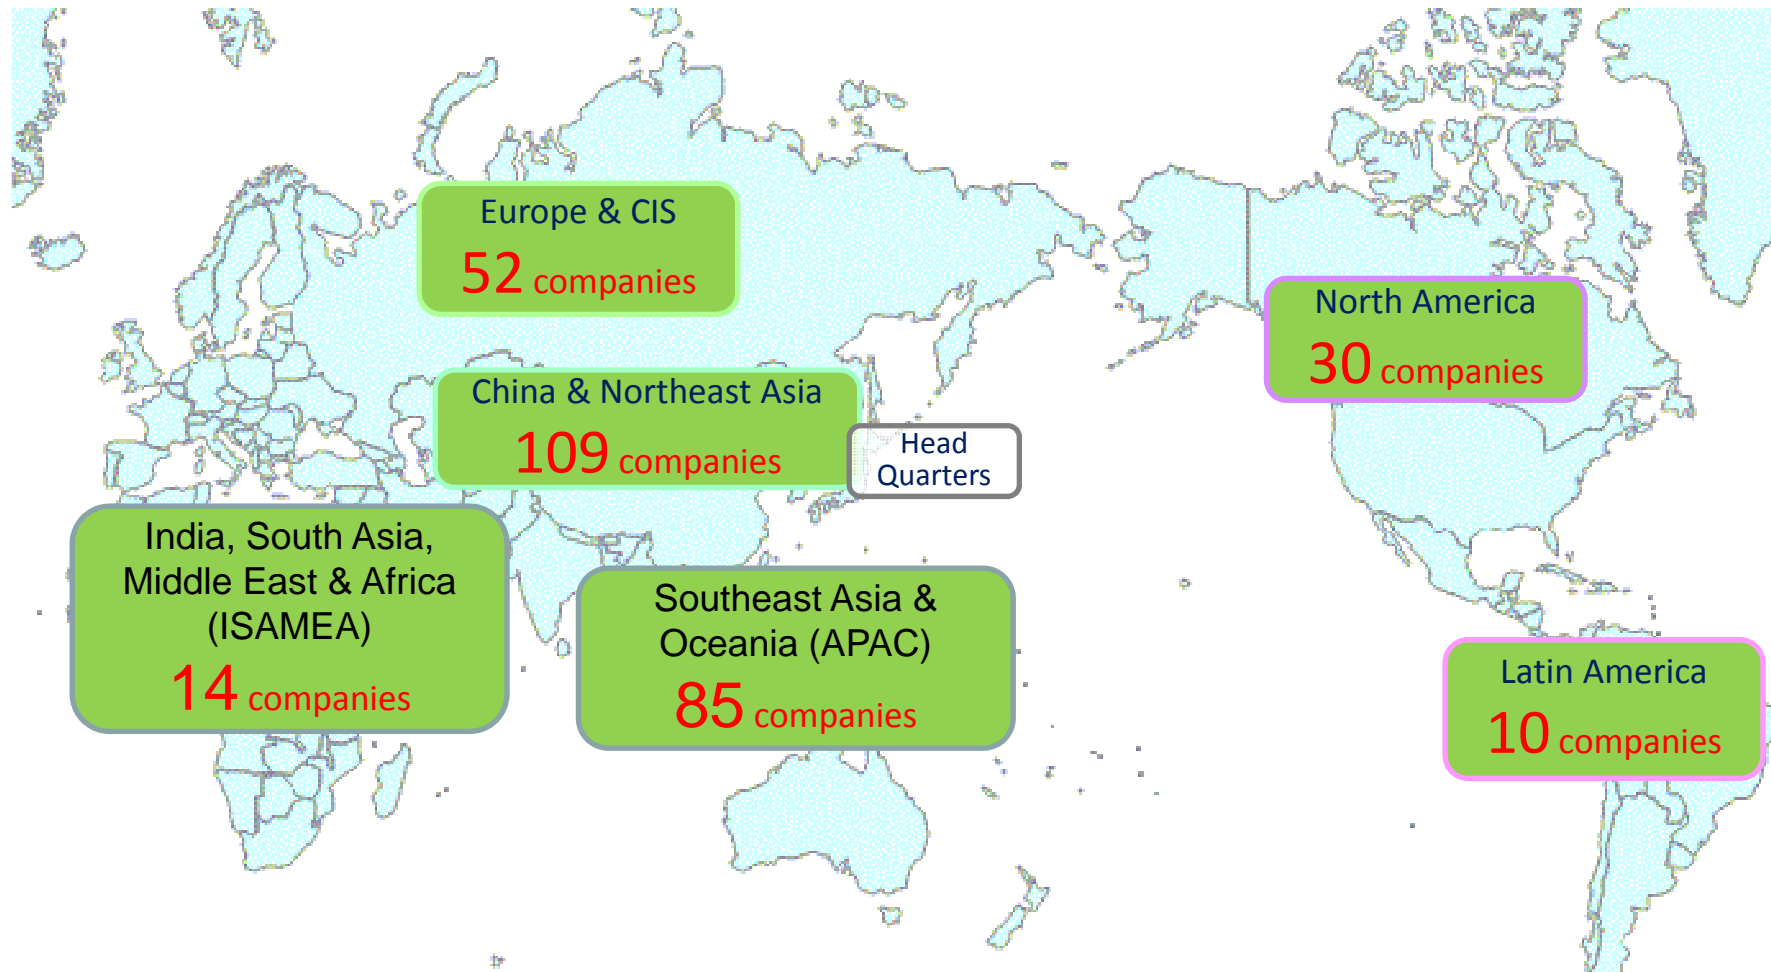 Europe & CIS
52 companies
North America
30 companies
China & Northeast Asia
109 companies
Head
Quarters
India, South Asia,
Middle East & Africa
(ISAMEA)
14 companies
Southeast Asia &
Oceania (APAC)
85 companies
Latin America
10 companies